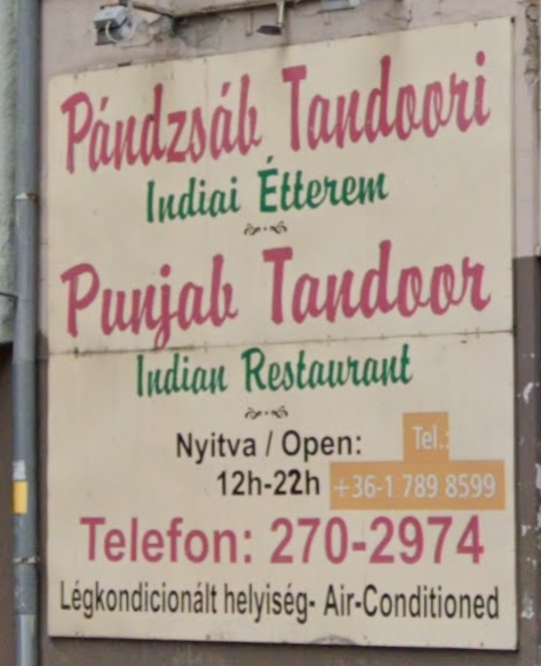 Pándzsáb Tandoori
Indiai Étterem
Punjab Tandoor
Indian Restaurant
Nyitva / Open:
12h-22h
Tel.:
+36-1 789 8599
Telefon: 270-2974
Légkondicionált helyiség- Air-Conditioned